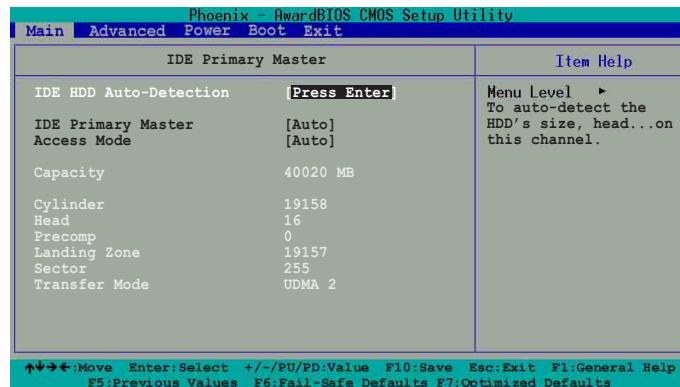 Phoenix - AwardBIOS CMOS Setup Utility
Main Advanced Power Boot Exit
IDE Primary Master
Item Help
IDE HDD Auto-Detection [Press Enter]
Menu Level ►
To auto-detect the
HDD's size, head...on
this channel.
IDE Primary Master [Auto]
Access Mode [Auto]
Capacity 40020 MB
Cylinder 19158
Head 16
Precomp 0
Landing Zone 19157
Sector 255
Transfer Mode UDMA 2
↑↓→←:Move Enter:Select +/-/PU/PD:Value F10:Save Esc:Exit F1:General Help
F5:Previous Values F6:Fail-Safe Defaults F7:Optimized Defaults